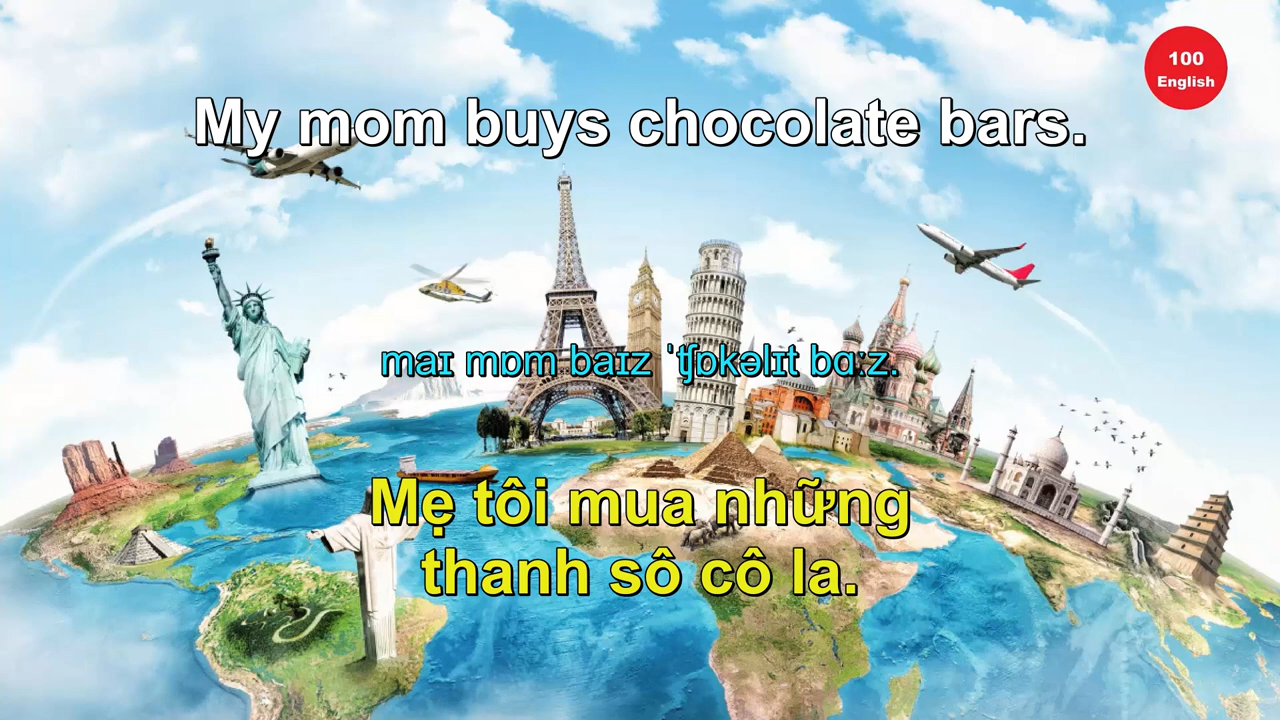 100
English
My mom buys chocolate bars.
maɪ mɒm baɪz ˈʧɒkəlɪt bɑːz.
Mẹ tôi mua những
thanh sô cô la.